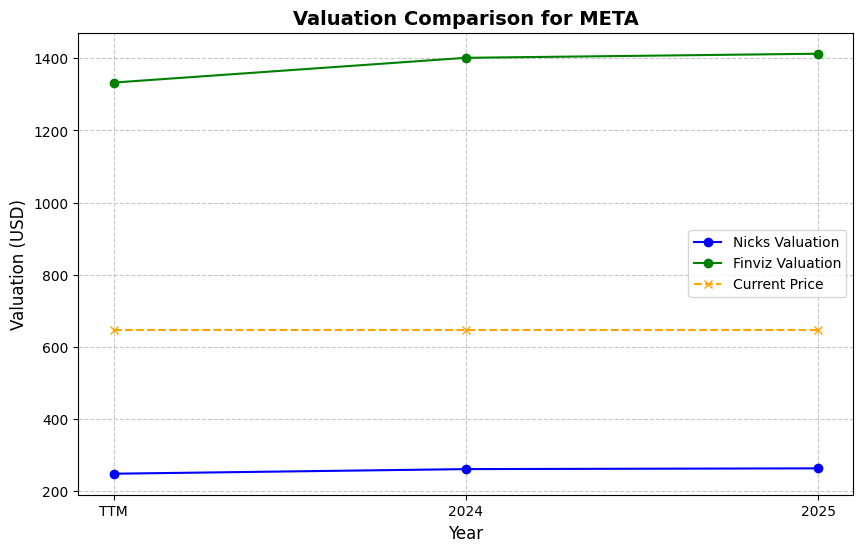 Valuation Comparison for META
Valuation (USD)
1400
1200
1000
800
600
400
200
Nicks Valuation
Finviz Valuation
Current Price
TTM
2024
2025
Year